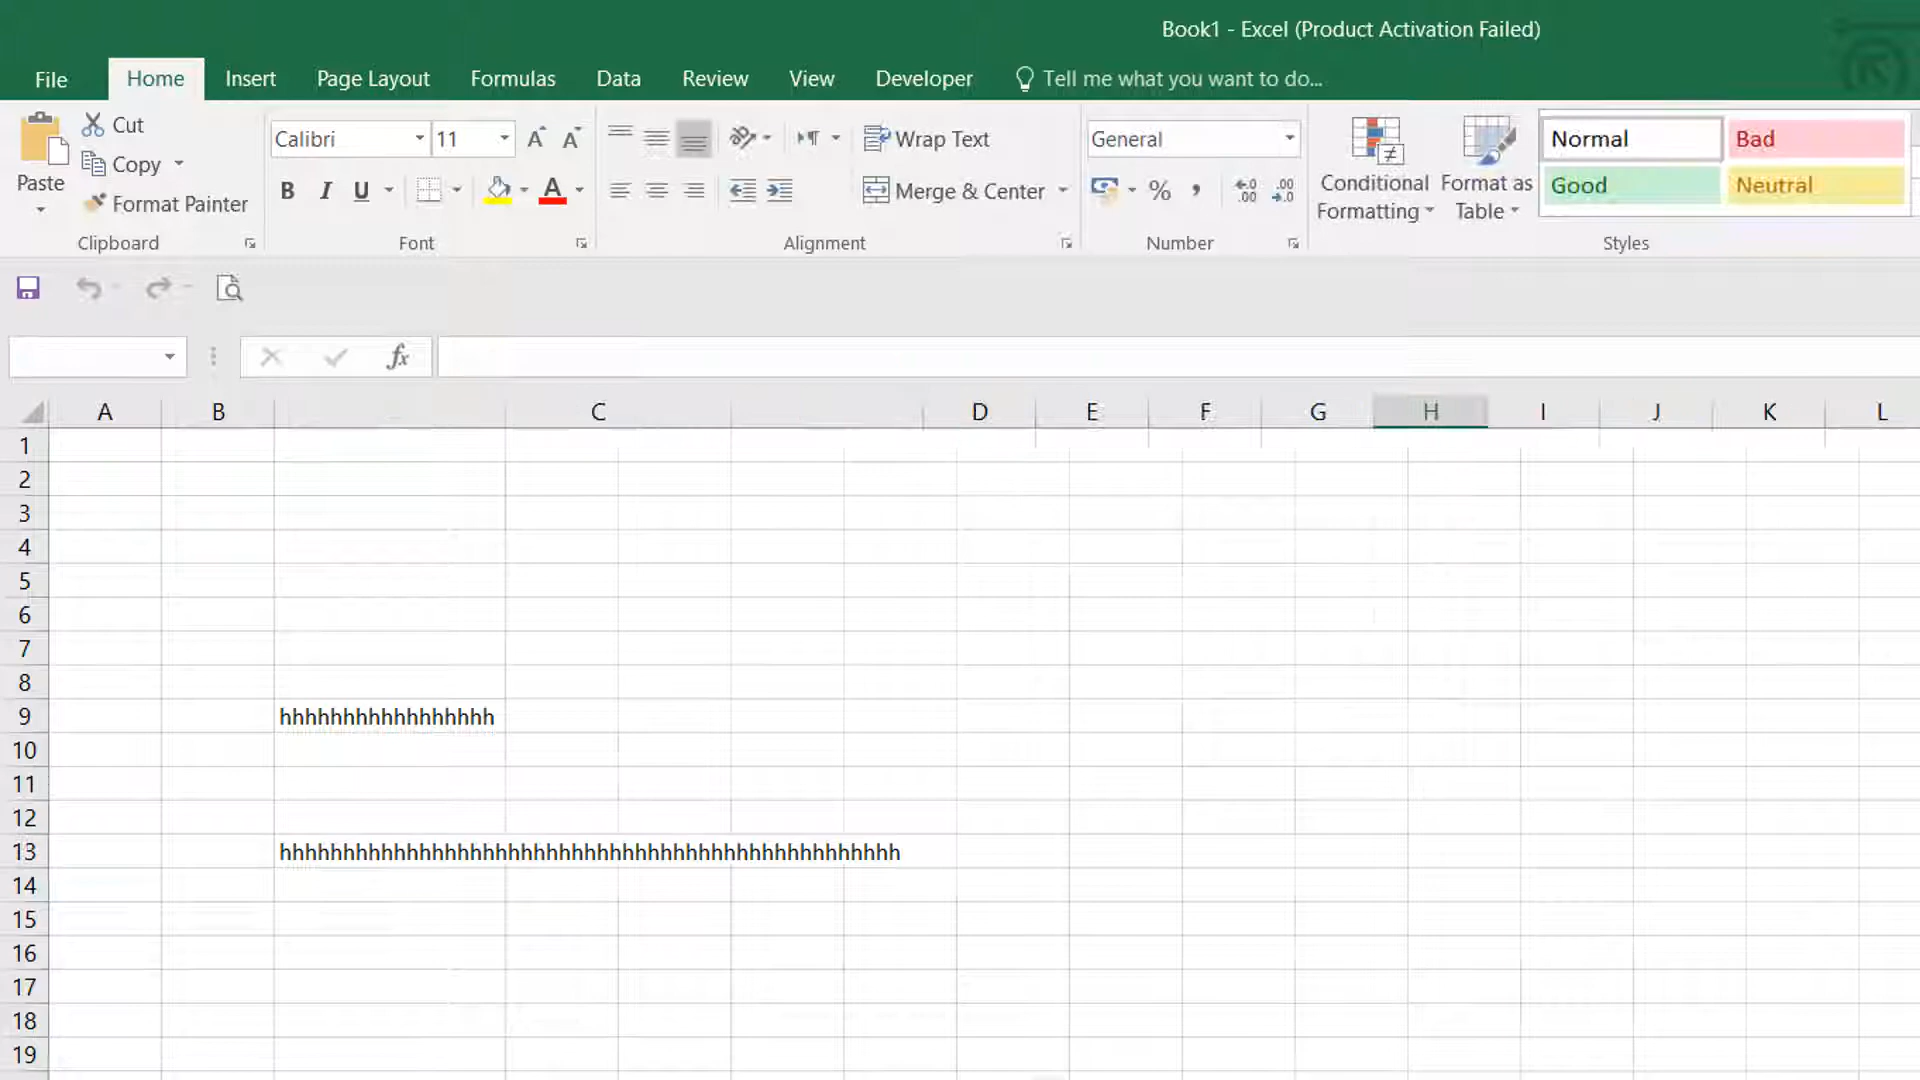 Book1 - Excel (Product Activation Failed)
File Home Insert Page Layout Formulas Data Review View Developer Tell me what you want to do...
Paste
Cut
Copy
Format Painter
Clipboard
Calibri 11
B I U A
Font
Wrap Text
Merge & Center
Alignment
General
% ,
Number
Conditional Formatting
Format as Table
Normal Bad
Good Neutral
Styles
fx
A B C D E F G H I J K L
1
2
3
4
5
6
7
8
9 hhhhhhhhhhhhhhhhh
10
11
12
13 hhhhhhhhhhhhhhhhhhhhhhhhhhhhhhhhhhhhhhhhhhhhhhhhh
14
15
16
17
18
19